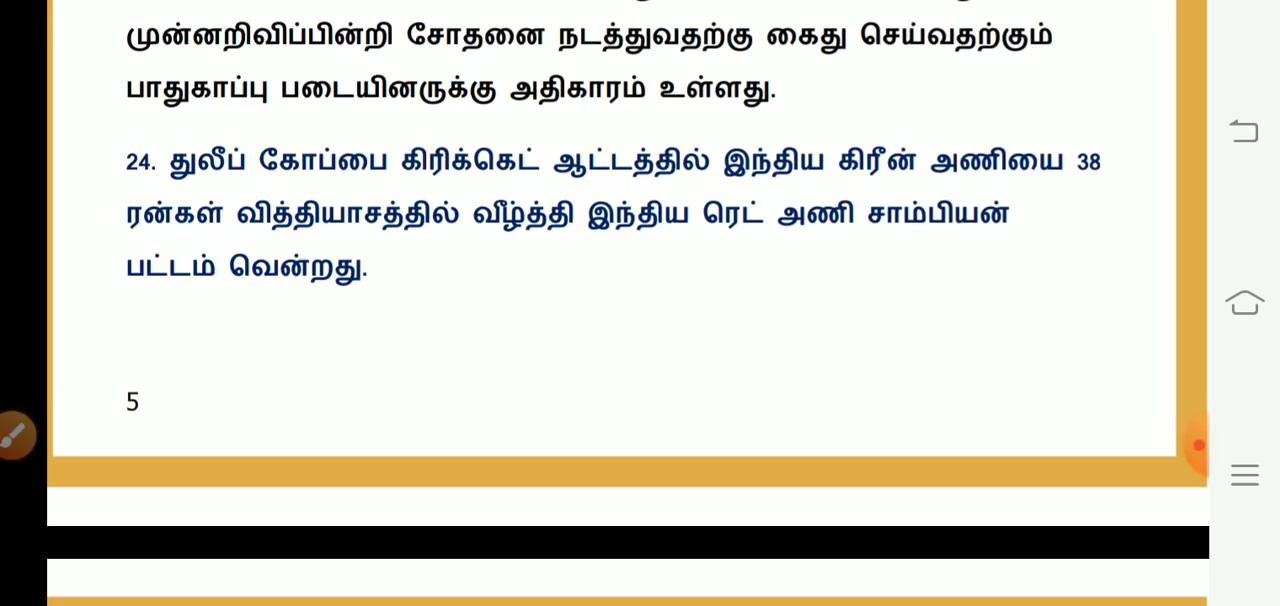 முன்னறிவிப்பின்றி சோதனை நடத்துவதற்கு கைது செய்வதற்கும்
பாதுகாப்பு படையினருக்கு அதிகாரம் உள்ளது.
24. துலீப் கோப்பை கிரிக்கெட் ஆட்டத்தில் இந்திய கிரீன் அணியை 38
ரன்கள் வித்தியாசத்தில் வீழ்த்தி இந்திய ரெட் அணி சாம்பியன்
பட்டம் வென்றது.
5